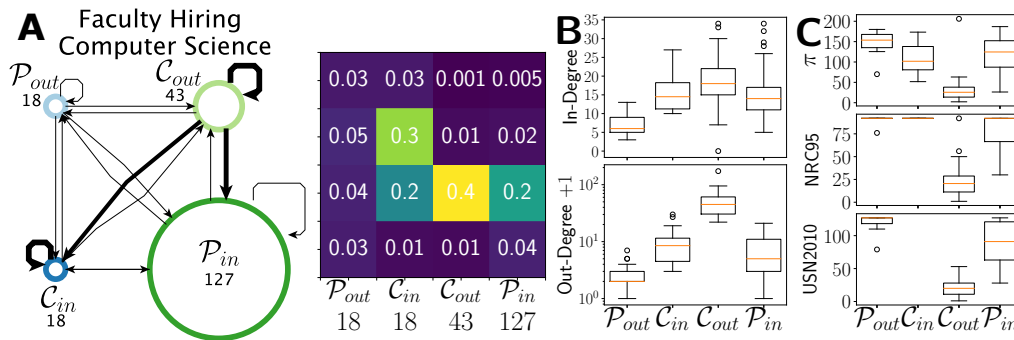 A
Faculty Hiring
Computer Science
𝒫out
18
𝒞out
43
𝒫in
127
𝒞in
18
0.03 0.03 0.001 0.005
0.05 0.3 0.01 0.02
0.04 0.2 0.4 0.2
0.03 0.01 0.01 0.04
𝒫out 𝒞in 𝒞out 𝒫in
18 18 43 127
B
In-Degree
35
30
25
20
15
10
5
0
Out-Degree +1
10²
10¹
10⁰
𝒫out 𝒞in 𝒞out 𝒫in
C
π
200
150
100
50
0
NRC95
75
50
25
0
USN2010
100
50
0
𝒫out 𝒞in 𝒞out 𝒫in